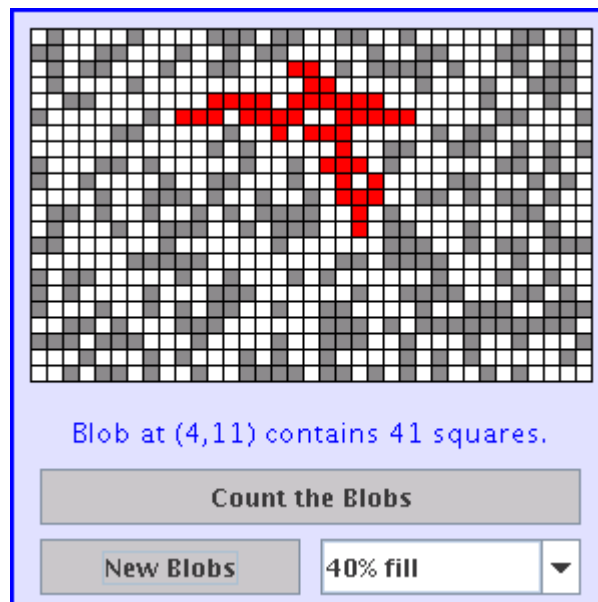 Blob at (4,11) contains 41 squares.
Count the Blobs
New Blobs
40% fill